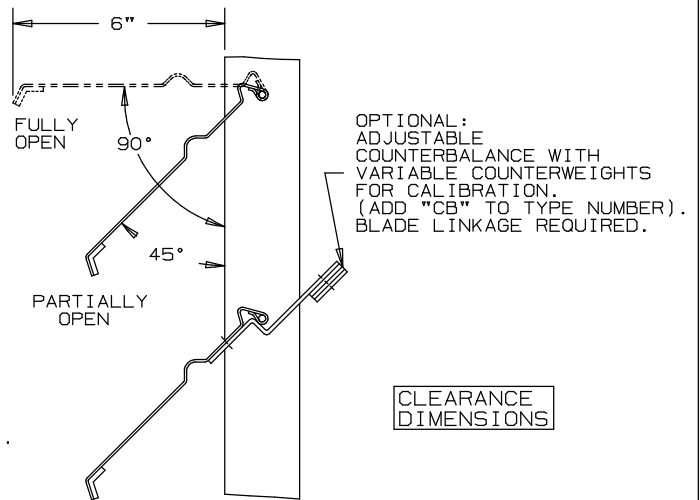 6"
FULLY
OPEN
90°
OPTIONAL:
ADJUSTABLE
COUNTERBALANCE WITH
VARIABLE COUNTERWEIGHTS
FOR CALIBRATION.
(ADD "CB" TO TYPE NUMBER).
BLADE LINKAGE REQUIRED.
45°
PARTIALLY
OPEN
CLEARANCE
DIMENSIONS